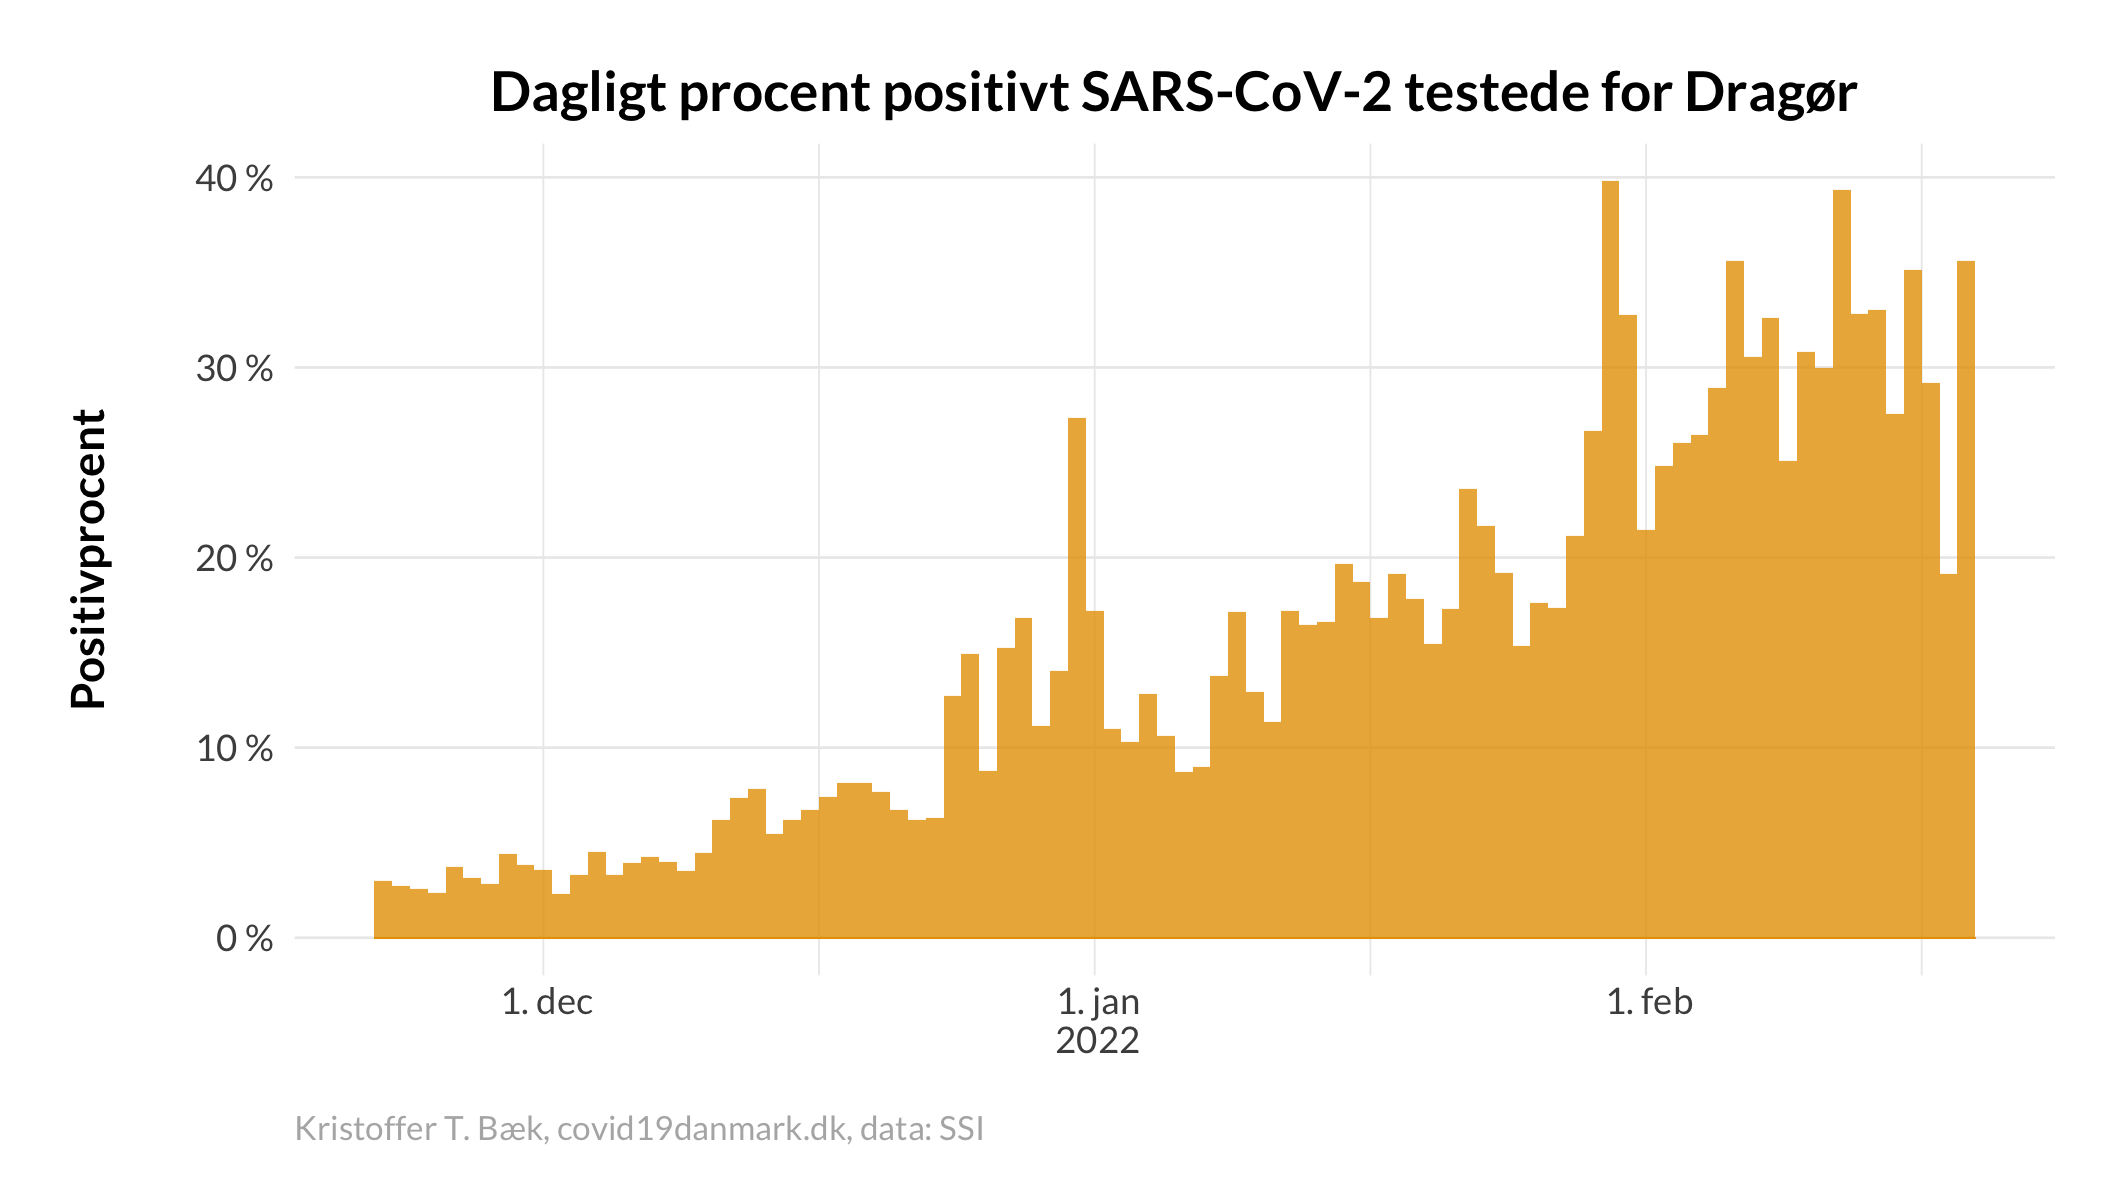 Dagligt procent positivt SARS-CoV-2 testede for Dragør
Positivprocent
40 %
30 %
20 %
10 %
0 %
1. dec
1. jan
2022
1. feb
Kristoffer T. Bæk, covid19danmark.dk, data: SSI